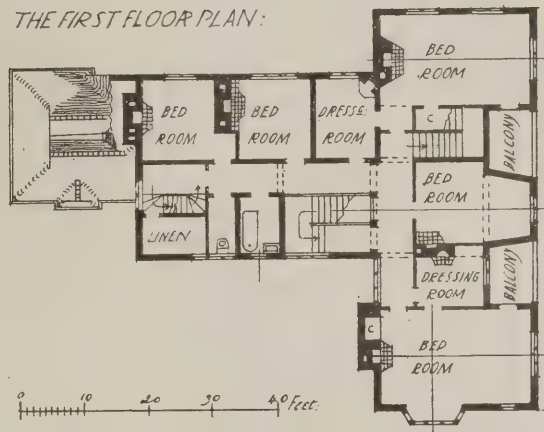 THE FIRST FLOOR PLAN:
BED
ROOM
BED
ROOM
BED
ROOM
DRESSG:
ROOM
C
BALCONY
BED
ROOM
LINEN
DRESSING
ROOM
BALCONY
C
BED
ROOM
0 10 20 30 40 Feet: